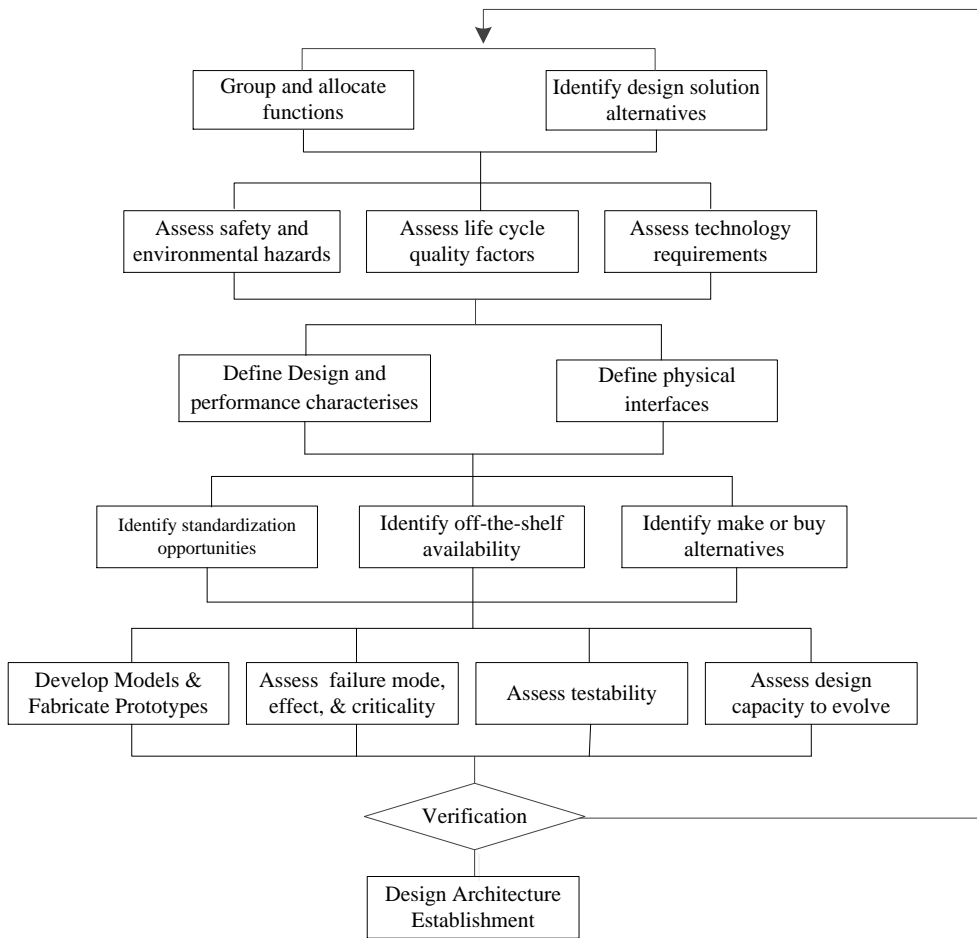 Group and allocate
functions
Identify design solution
alternatives
Assess safety and
environmental hazards
Assess life cycle
quality factors
Assess technology
requirements
Define Design and
performance characterises
Define physical
interfaces
Identify standardization
opportunities
Identify off-the-shelf
availability
Identify make or buy
alternatives
Develop Models &
Fabricate Prototypes
Assess  failure mode,
effect, & criticality
Assess testability
Assess design
capacity to evolve
Verification
Design Architecture
Establishment